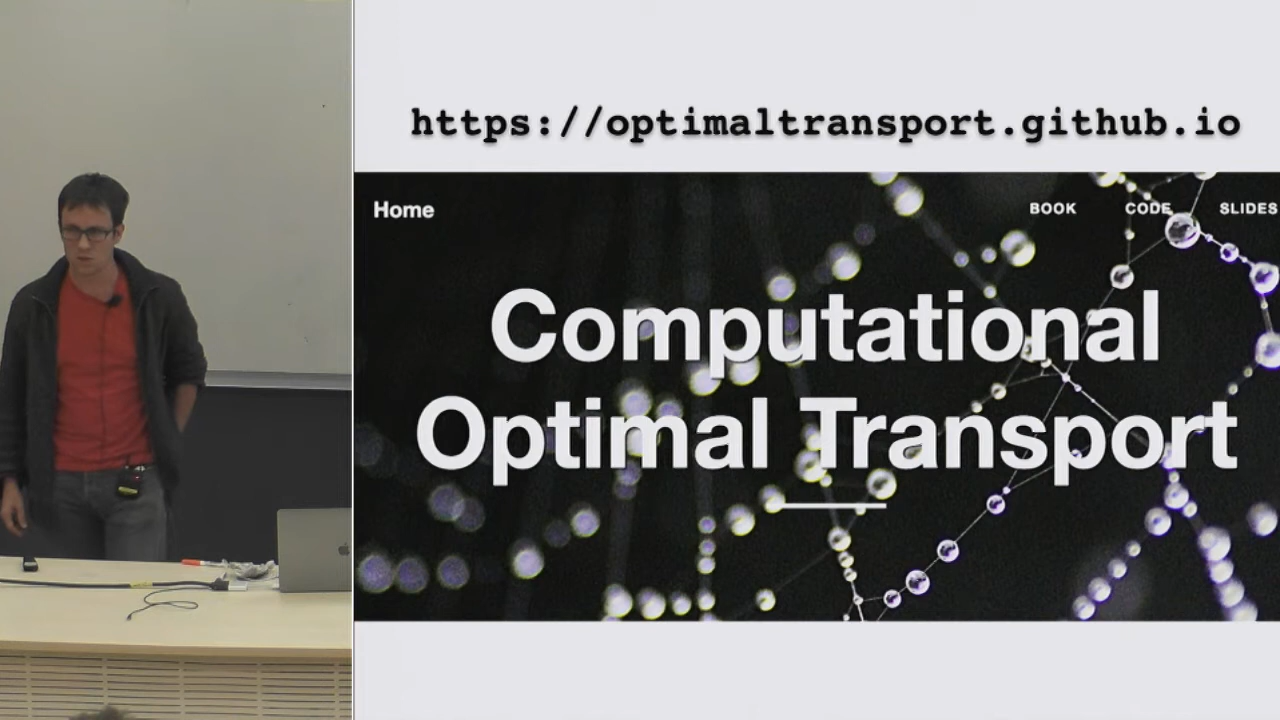 https://optimaltransport.github.io
Home
BOOK
CODE
SLIDES
Computational
Optimal Transport